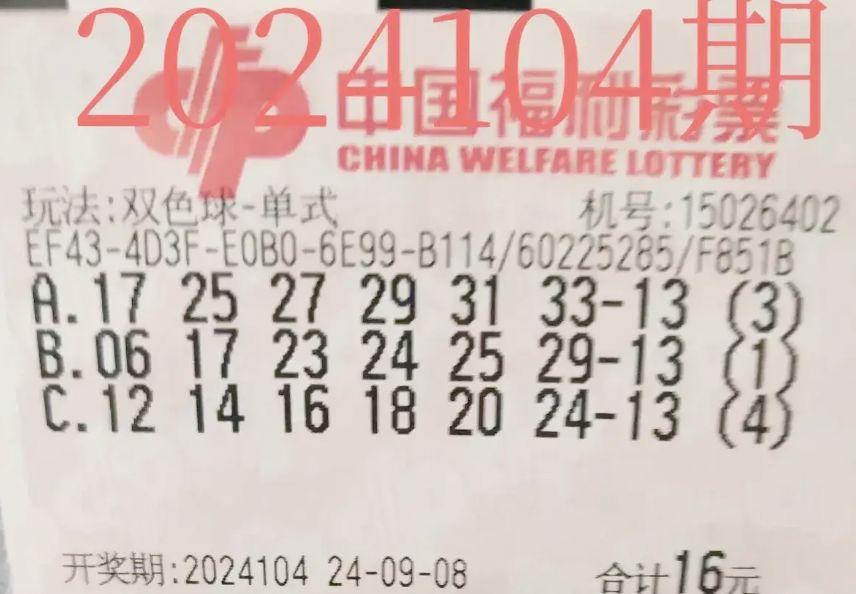 2024104期
中国福利彩票
CHINA WELFARE LOTTERY
玩法:双色球-单式 机号:15026402
EF43-4D3F-E0B0-6E99-B114/60225285/F851B
A.17 25 27 29 31 33-13 (3)
B.06 17 23 24 25 29-13 (1)
C.12 14 16 18 20 24-13 (4)
开奖期:2024104 24-09-08 合计16元